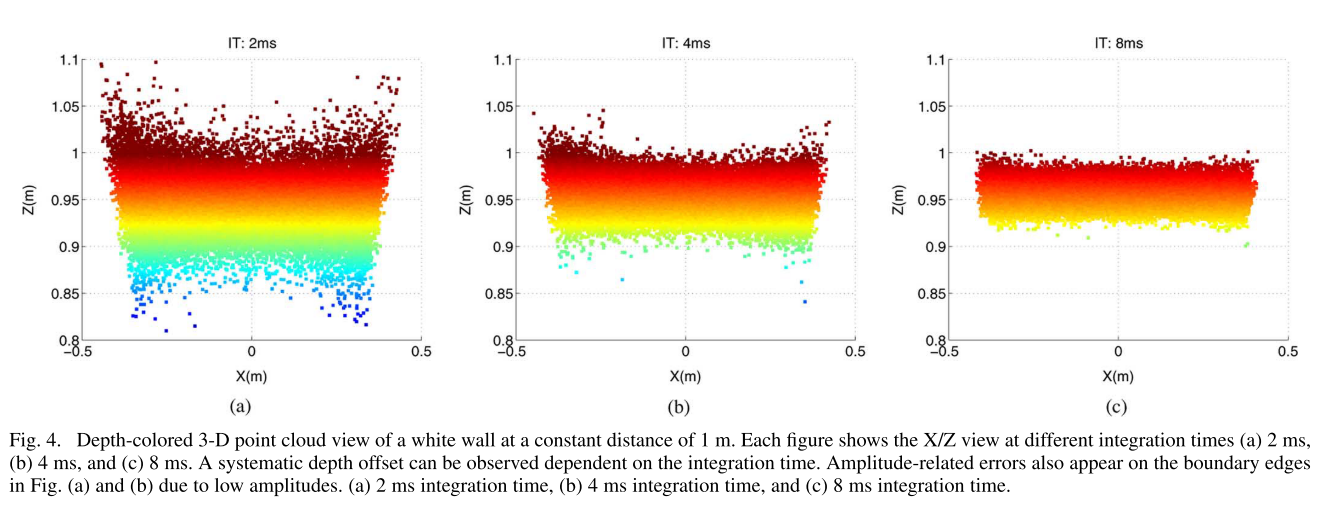 IT: 2ms
1.1
1.05
1
0.95
0.9
0.85
0.8
−0.5
0
0.5
Z(m)
X(m)
(a)
IT: 4ms
1.1
1.05
1
0.95
0.9
0.85
0.8
−0.5
0
0.5
Z(m)
X(m)
(b)
IT: 8ms
1.1
1.05
1
0.95
0.9
0.85
0.8
−0.5
0
0.5
Z(m)
X(m)
(c)
Fig. 4. Depth-colored 3-D point cloud view of a white wall at a constant distance of 1 m. Each figure shows the X/Z view at different integration times (a) 2 ms,
(b) 4 ms, and (c) 8 ms. A systematic depth offset can be observed dependent on the integration time. Amplitude-related errors also appear on the boundary edges
in Fig. (a) and (b) due to low amplitudes. (a) 2 ms integration time, (b) 4 ms integration time, and (c) 8 ms integration time.